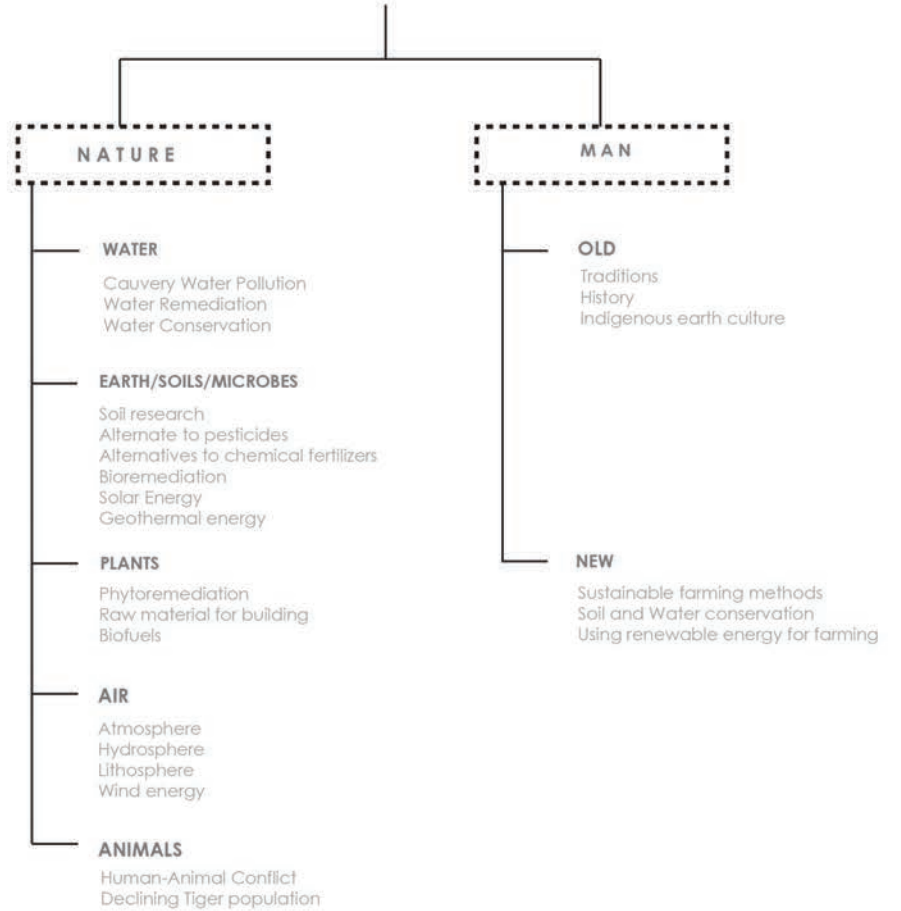 NATURE
WATER
Cauvery Water Pollution
Water Remediation
Water Conservation
EARTH/SOILS/MICROBES
Soil research
Alternate to pesticides
Alternatives to chemical fertilizers
Bioremediation
Solar Energy
Geothermal energy
PLANTS
Phytoremediation
Raw material for building
Biofuels
AIR
Atmosphere
Hydrosphere
Lithosphere
Wind energy
ANIMALS
Human-Animal Conflict
Declining Tiger population
MAN
OLD
Traditions
History
Indigenous earth culture
NEW
Sustainable farming methods
Soil and Water conservation
Using renewable energy for farming